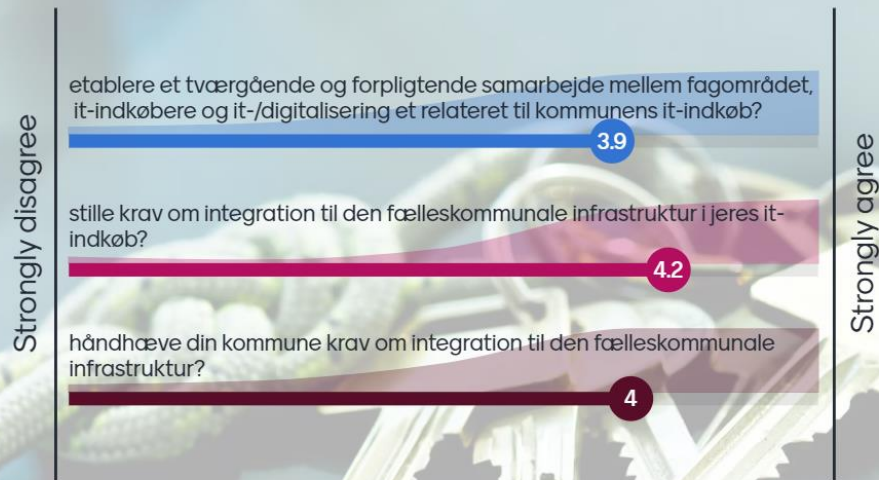 Strongly disagree
etablere et tværgående og forpligtende samarbejde mellem fagområdet,
it-indkøbere og it-/digitalisering et relateret til kommunens it-indkøb?
3.9
stille krav om integration til den fælleskommunale infrastruktur i jeres it-
indkøb?
4.2
håndhæve din kommune krav om integration til den fælleskommunale
infrastruktur?
4
Strongly agree